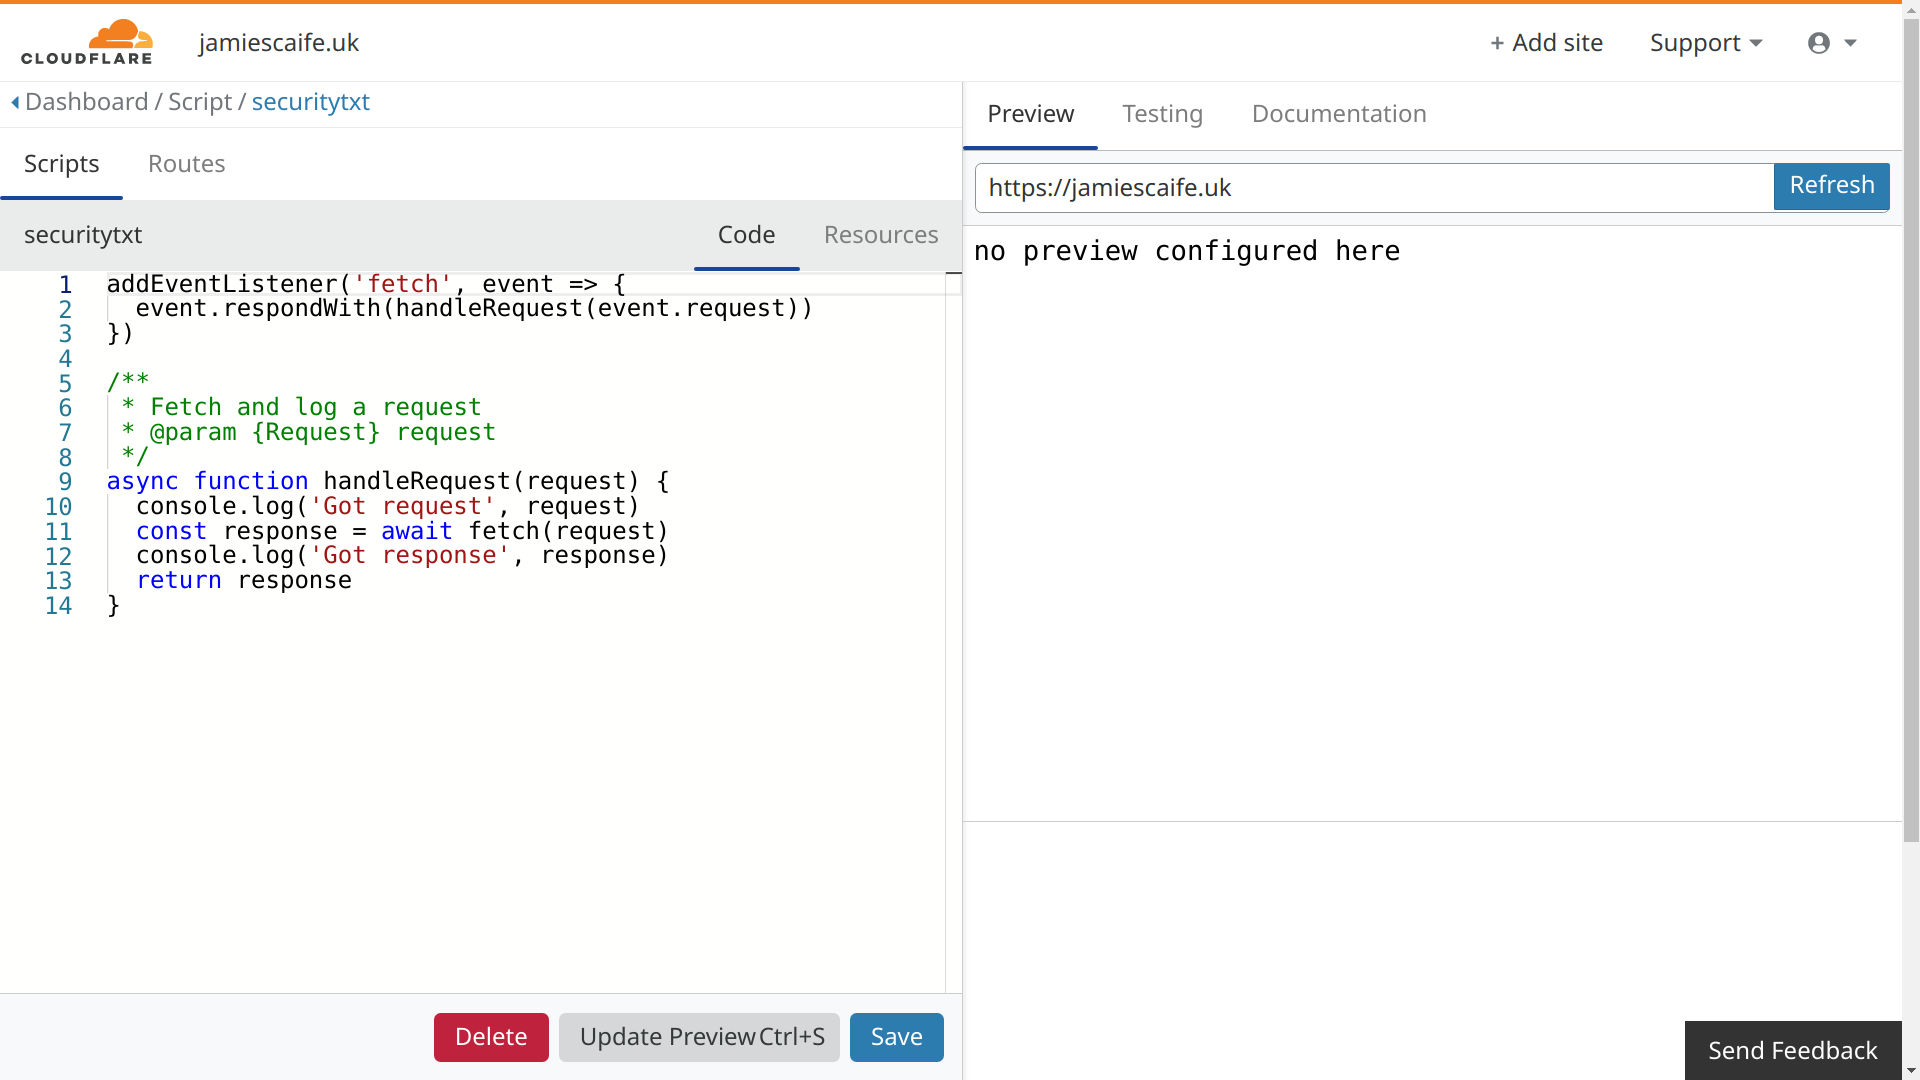 CLOUDFLARE
jamiescaife.uk
+ Add site
Support
Dashboard / Script / securitytxt
Scripts
Routes
securitytxt
Code
Resources
1 addEventListener('fetch', event => {
2   event.respondWith(handleRequest(event.request))
3 })
4
5 /**
6  * Fetch and log a request
7  * @param {Request} request
8  */
9 async function handleRequest(request) {
10   console.log('Got request', request)
11   const response = await fetch(request)
12   console.log('Got response', response)
13   return response
14 }
Delete
Update Preview Ctrl+S
Save
Preview
Testing
Documentation
https://jamiescaife.uk
Refresh
no preview configured here
Send Feedback